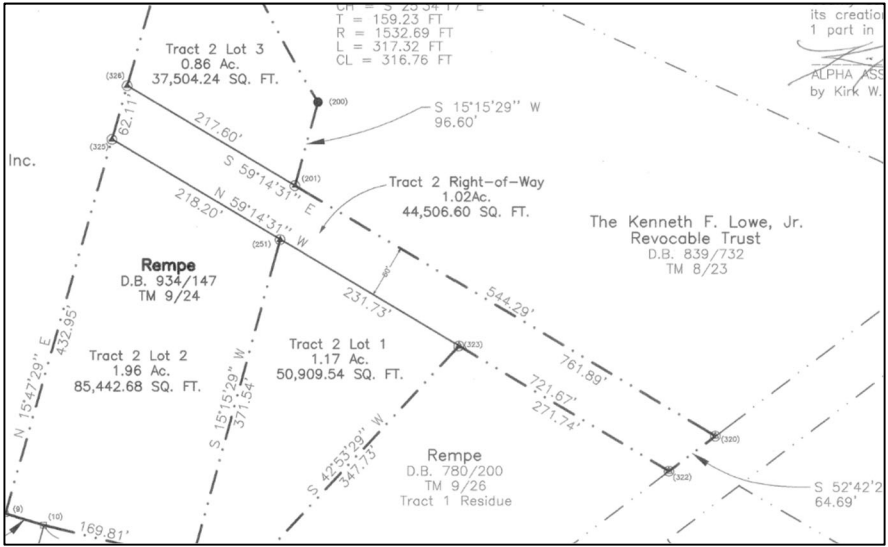 CH = S 25°34'17" E
T = 159.23 FT
R = 1532.69 FT
L = 317.32 FT
CL = 316.76 FT
its creation
1 part in
ALPHA ASS
by Kirk W.
Tract 2 Lot 3
0.86 Ac.
37,504.24 SQ. FT.
(326)
(200)
S 15°15'29" W
96.60'
62.11'
217.60'
(325)
Inc.
S 59°14'31" E
(201)
Tract 2 Right-of-Way
1.02Ac.
44,506.60 SQ. FT.
218.20'
N 59°14'31" W
(251)
The Kenneth F. Lowe, Jr.
Revocable Trust
D.B. 839/732
TM 8/23
Rempe
D.B. 934/147
TM 9/24
60'
231.73'
544.29'
761.89'
N 15°47'29" E
432.95'
Tract 2 Lot 2
1.96 Ac.
85,442.68 SQ. FT.
S 15°15'29" W
371.54'
Tract 2 Lot 1
1.17 Ac.
50,909.54 SQ. FT.
(323)
721.67'
271.74'
S 42°53'29" W
347.73'
(320)
Rempe
D.B. 780/200
TM 9/26
Tract 1 Residue
(322)
S 52°42'2
64.69'
(9)
(10)
169.81'